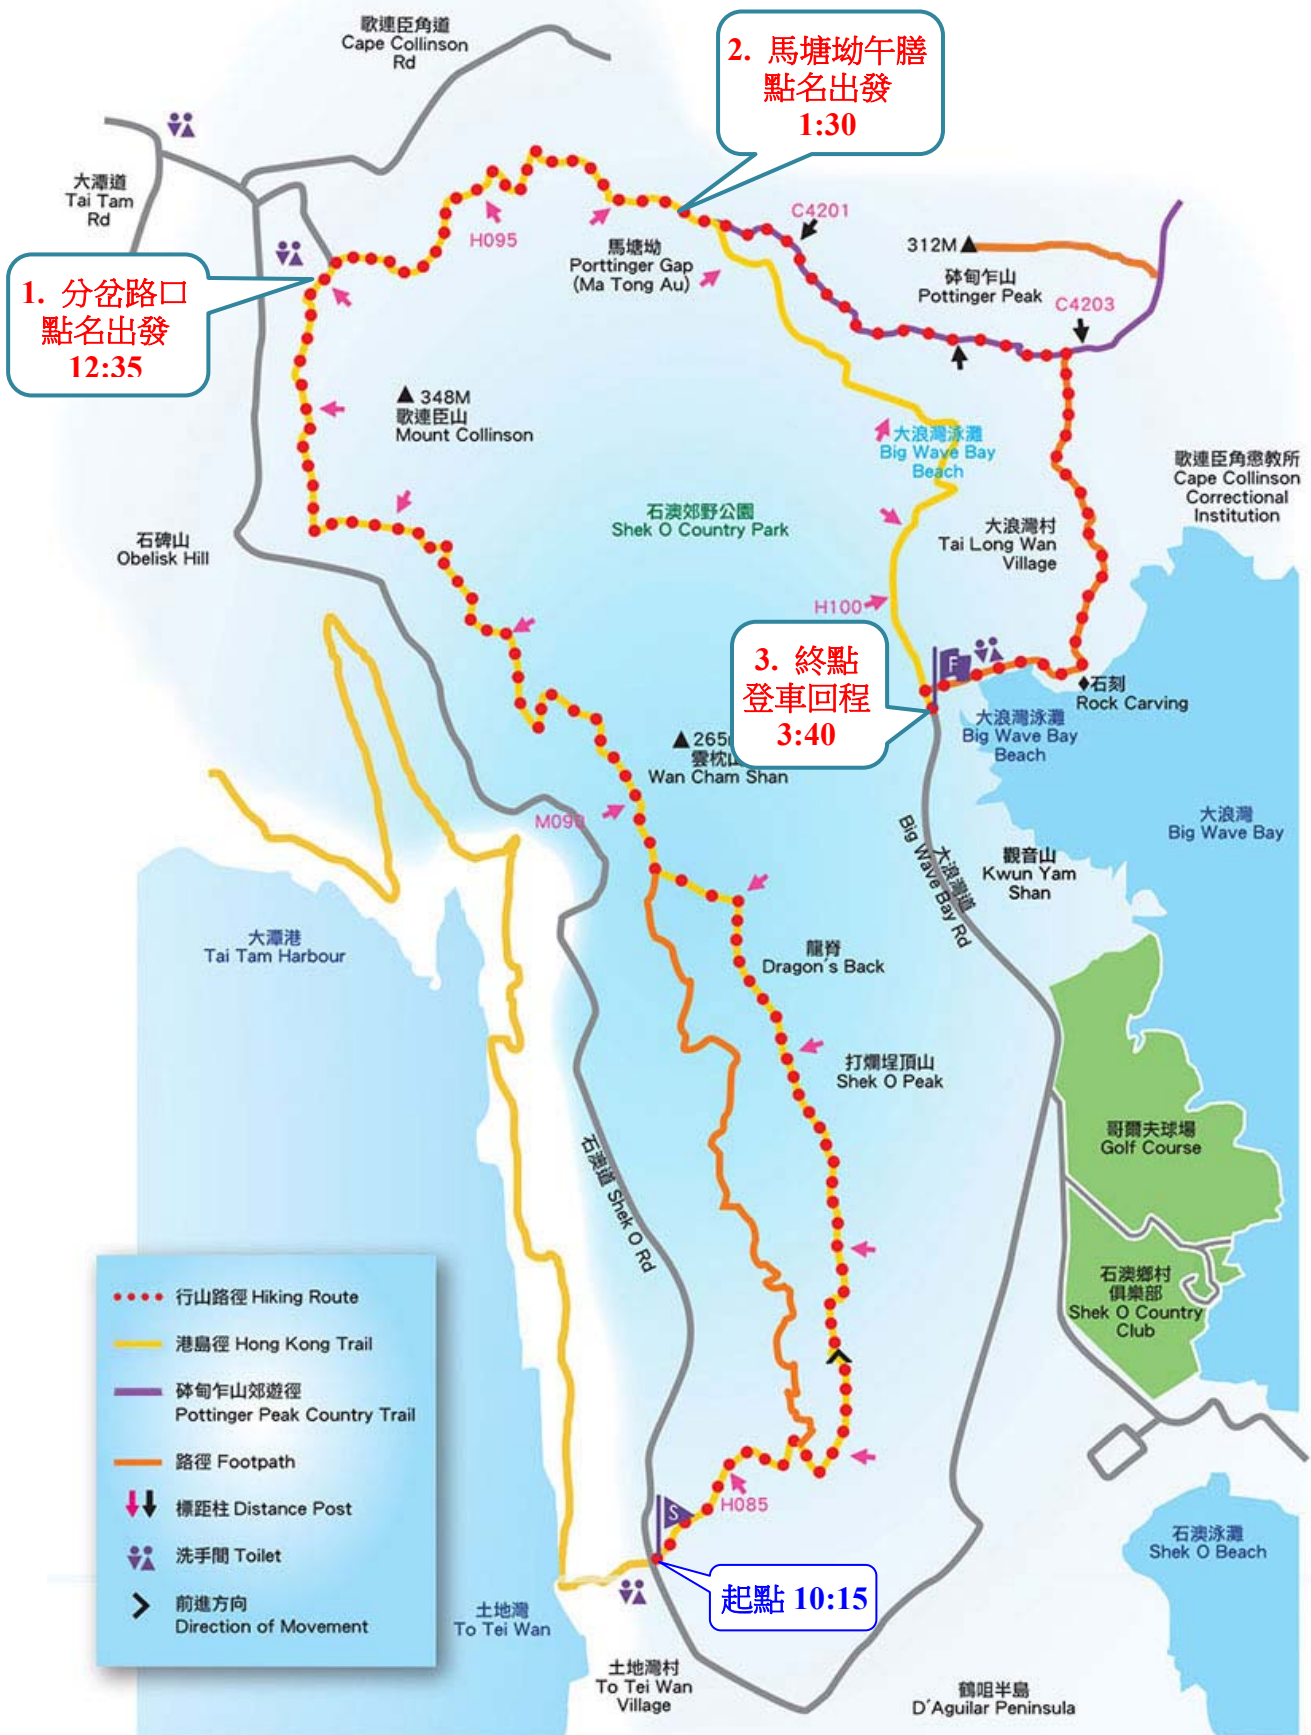 歌連臣角道
Cape Collinson
Rd
2. 馬塘坳午膳
點名出發
1:30
大潭道
Tai Tam
Rd
H095
C4201
馬塘坳
Porttinger Gap
(Ma Tong Au)
312M
砵甸乍山
Pottinger Peak
C4203
1. 分岔路口
點名出發
12:35
348M
歌連臣山
Mount Collinson
大浪灣泳灘
Big Wave Bay
Beach
歌連臣角懲教所
Cape Collinson
Correctional
Institution
石碑山
Obelisk Hill
石澳郊野公園
Shek O Country Park
大浪灣村
Tai Long Wan
Village
H100
3. 終點
登車回程
3:40
F
石刻
Rock Carving
大浪灣泳灘
Big Wave Bay
Beach
265
雲枕山
Wan Cham Shan
M090
大浪灣
Big Wave Bay
大浪灣道
Big Wave Bay Rd
觀音山
Kwun Yam
Shan
大潭港
Tai Tam Harbour
龍脊
Dragon's Back
打爛埕頂山
Shek O Peak
哥爾夫球場
Golf Course
石澳道 Shek O Rd
石澳鄉村
俱樂部
Shek O Country
Club
行山路徑 Hiking Route
港島徑 Hong Kong Trail
砵甸乍山郊遊徑
Pottinger Peak Country Trail
路徑 Footpath
標距柱 Distance Post
洗手間 Toilet
前進方向
Direction of Movement
H085
S
石澳泳灘
Shek O Beach
起點 10:15
土地灣
To Tei Wan
土地灣村
To Tei Wan
Village
鶴咀半島
D'Aguilar Peninsula